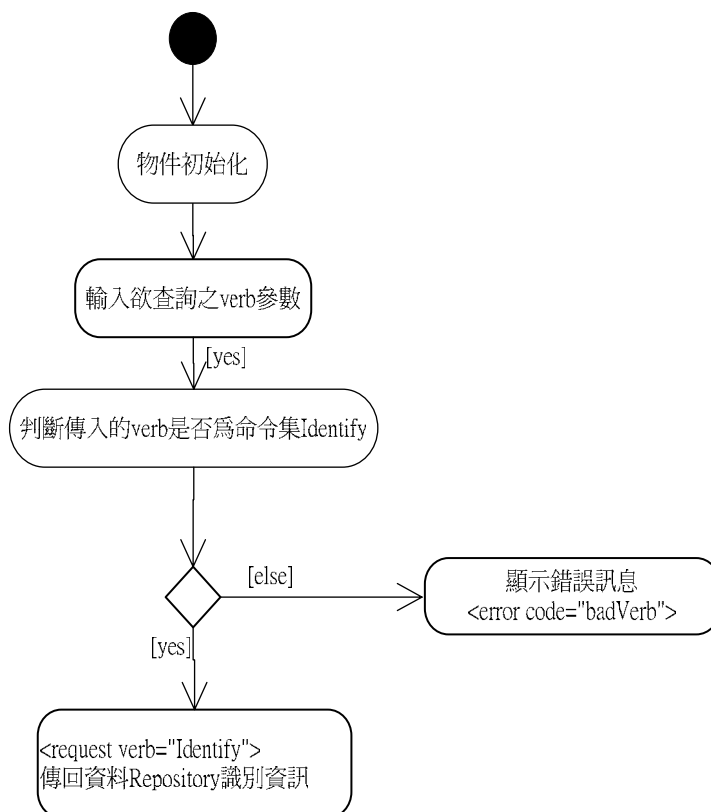 物件初始化
輸入欲查詢之verb參數
[yes]
判斷傳入的verb是否為命令集Identify
[else]
顯示錯誤訊息
<error code="badVerb">
[yes]
<request verb="Identify">
傳回資料Repository識別資訊